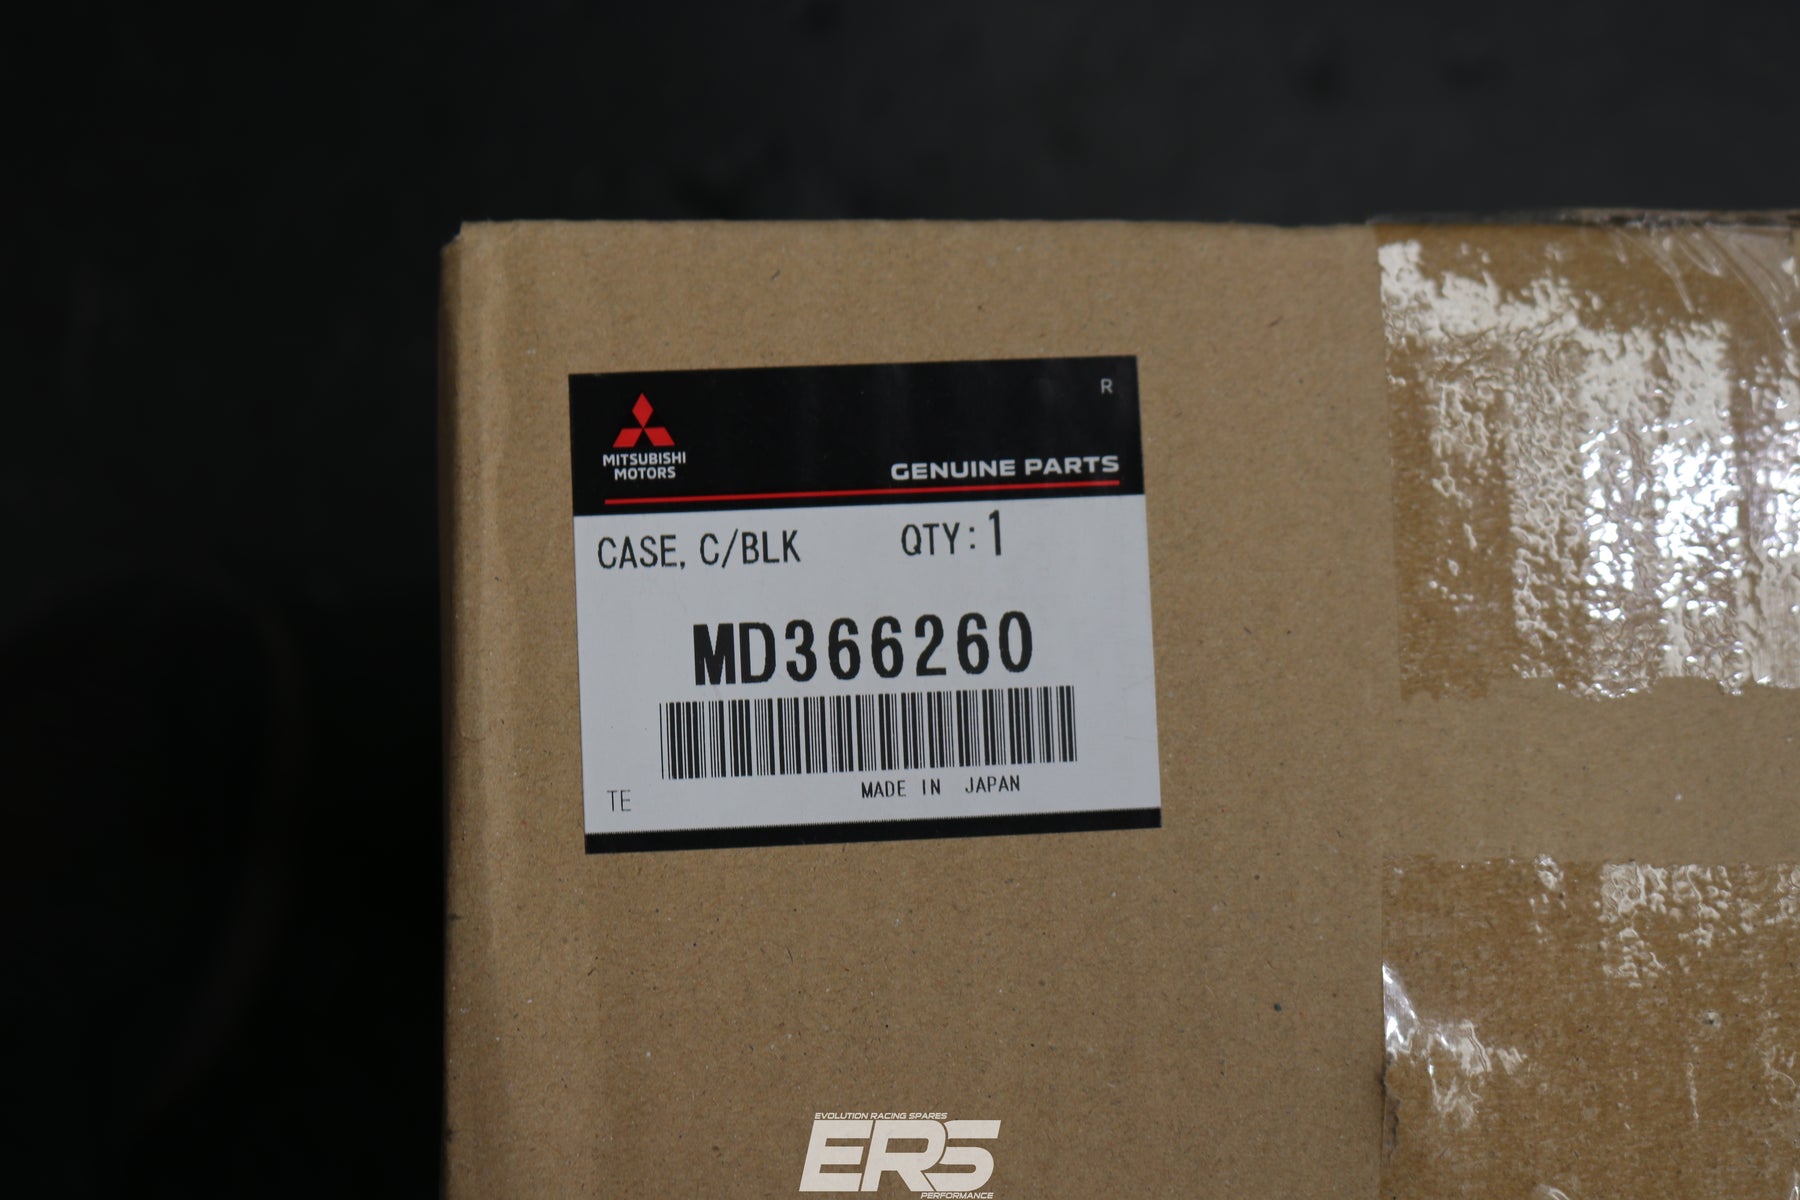 R
MITSUBISHI
MOTORS
GENUINE PARTS
CASE, C/BLK QTY: 1
MD366260
TE MADE IN JAPAN
EVOLUTION RACING SPARES
ERS
PERFORMANCE